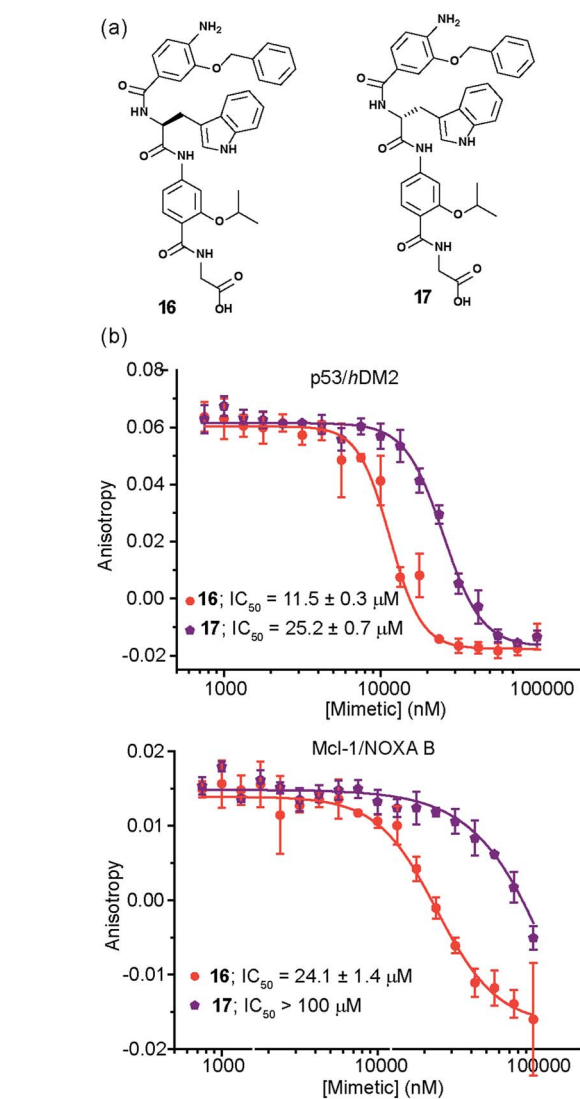 (a)
NH₂
O
O
HN
NH
O
NH
O
O
NH
O
OH
16
NH₂
O
O
HN
NH
O
NH
O
O
NH
O
OH
17
(b)
p53/hDM2
0.08
0.06
0.04
0.02
0.00
-0.02
Anisotropy
16; IC₅₀ = 11.5 ± 0.3 μM
17; IC₅₀ = 25.2 ± 0.7 μM
1000 10000 100000
[Mimetic] (nM)
Mcl-1/NOXA B
0.02
0.01
0.00
-0.01
-0.02
Anisotropy
16; IC₅₀ = 24.1 ± 1.4 μM
17; IC₅₀ > 100 μM
1000 10000 100000
[Mimetic] (nM)